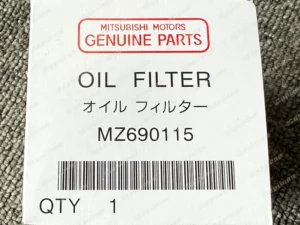 MITSUBISHI MOTORS
GENUINE PARTS
OIL FILTER
オイル フィルター
MZ690115
QTY 1